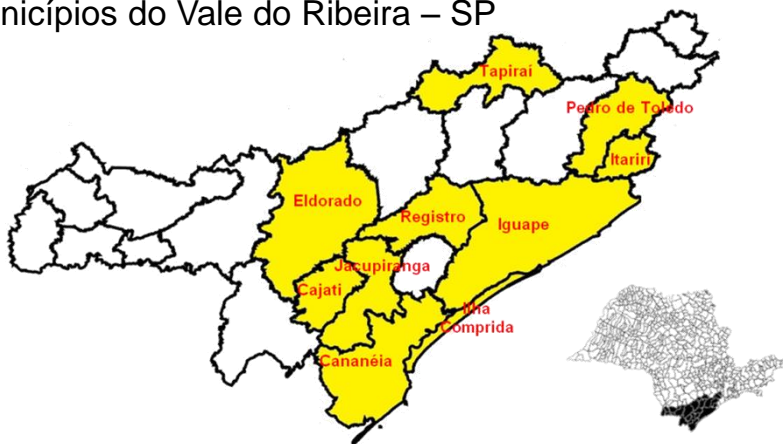 nicípios do Vale do Ribeira – SP
Tapiraí
Pedro de Toledo
Itariri
Eldorado
Registro
Iguape
Jacupiranga
Cajati
Ilha
Comprida
Cananéia